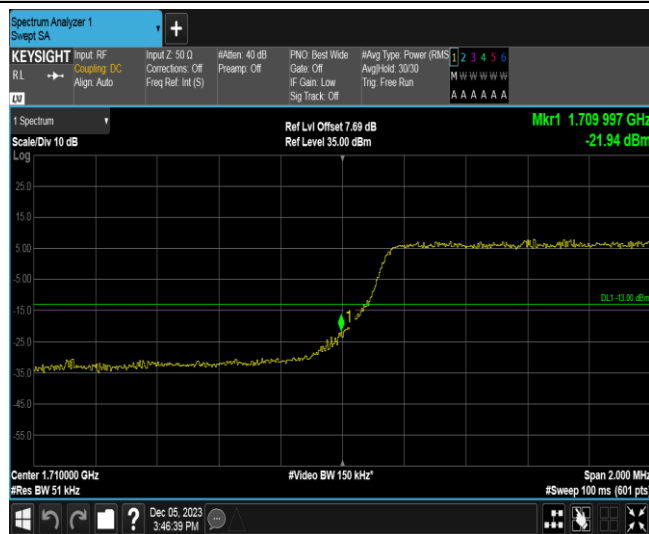 Spectrum Analyzer 1
Swept SA
KEYSIGHT
RL
LXI
Input: RF
Coupling: DC
Align: Auto
Input Z: 50 Ω
Corrections: Off
Freq Ref: Int (S)
#Atten: 40 dB
Preamp: Off
PNO: Best Wide
Gate: Off
IF Gain: Low
Sig Track: Off
#Avg Type: Power (RMS
Avg|Hold: 30/30
Trig: Free Run
1 2 3 4 5 6
M W W W W W
A A A A A A
1 Spectrum
Scale/Div 10 dB
Ref Lvl Offset 7.69 dB
Ref Level 35.00 dBm
Mkr1 1.709 997 GHz
-21.94 dBm
Log
25.0
15.0
5.00
-5.00
DL1 -13.00 dBm
-15.0
1
-25.0
-35.0
-45.0
-55.0
Center 1.710000 GHz
#Res BW 51 kHz
#Video BW 150 kHz*
Span 2.000 MHz
#Sweep 100 ms (601 pts)
Dec 05, 2023
3:46:39 PM